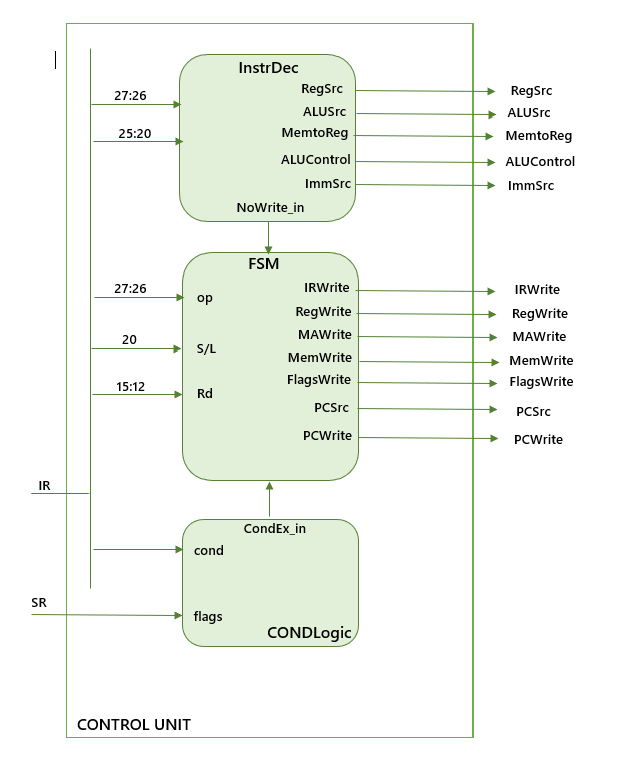 InstrDec
RegSrc
RegSrc
27:26
ALUSrc
ALUSrc
25:20
MemtoReg
MemtoReg
ALUControl
ALUControl
ImmSrc
ImmSrc
NoWrite_in
FSM
27:26
op
IRWrite
IRWrite
RegWrite
RegWrite
20
S/L
MAWrite
MAWrite
MemWrite
MemWrite
FlagsWrite
FlagsWrite
15:12
Rd
PCSrc
PCSrc
PCWrite
PCWrite
IR
CondEx_in
cond
SR
flags
CONDLogic
CONTROL UNIT